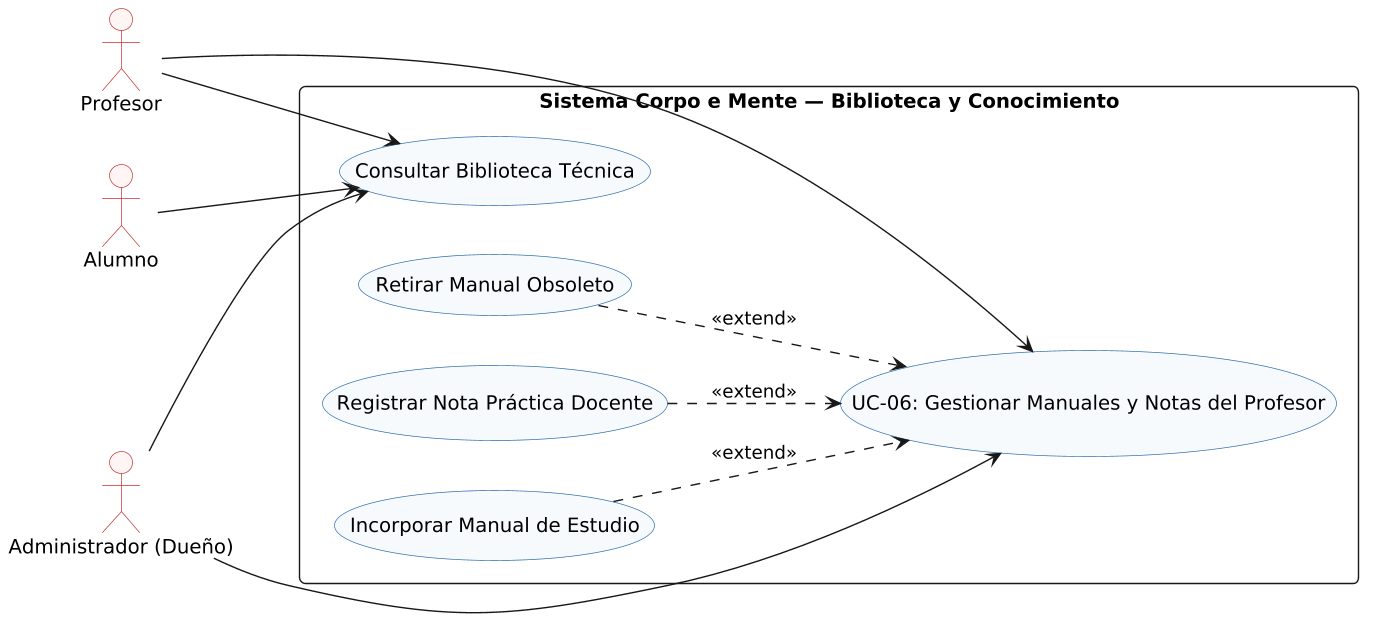 Profesor
Sistema Corpo e Mente — Biblioteca y Conocimiento
Consultar Biblioteca Técnica
Alumno
Retirar Manual Obsoleto
«extend»
Registrar Nota Práctica Docente
«extend»
UC-06: Gestionar Manuales y Notas del Profesor
«extend»
Incorporar Manual de Estudio
Administrador (Dueño)